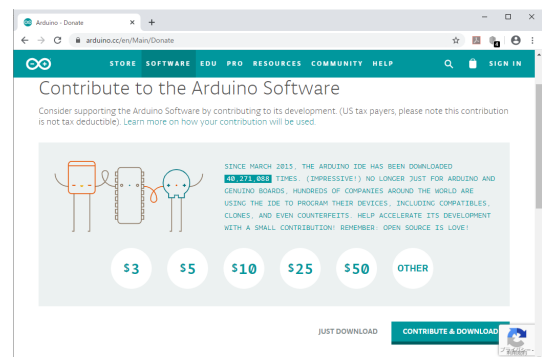 Arduino - Donate
arduino.cc/en/Main/Donate
STORE SOFTWARE EDU PRO RESOURCES COMMUNITY HELP SIGN IN
Contribute to the Arduino Software
Consider supporting the Arduino Software by contributing to its development. (US tax payers, please note this contribution
is not tax deductible). Learn more on how your contribution will be used.
SINCE MARCH 2015, THE ARDUINO IDE HAS BEEN DOWNLOADED
40,271,088 TIMES. (IMPRESSIVE!) NO LONGER JUST FOR ARDUINO AND
GENUINO BOARDS, HUNDREDS OF COMPANIES AROUND THE WORLD ARE
USING THE IDE TO PROGRAM THEIR DEVICES, INCLUDING COMPATIBLES,
CLONES, AND EVEN COUNTERFEITS. HELP ACCELERATE ITS DEVELOPMENT
WITH A SMALL CONTRIBUTION! REMEMBER: OPEN SOURCE IS LOVE!
$3 $5 $10 $25 $50 OTHER
JUST DOWNLOAD CONTRIBUTE & DOWNLOAD